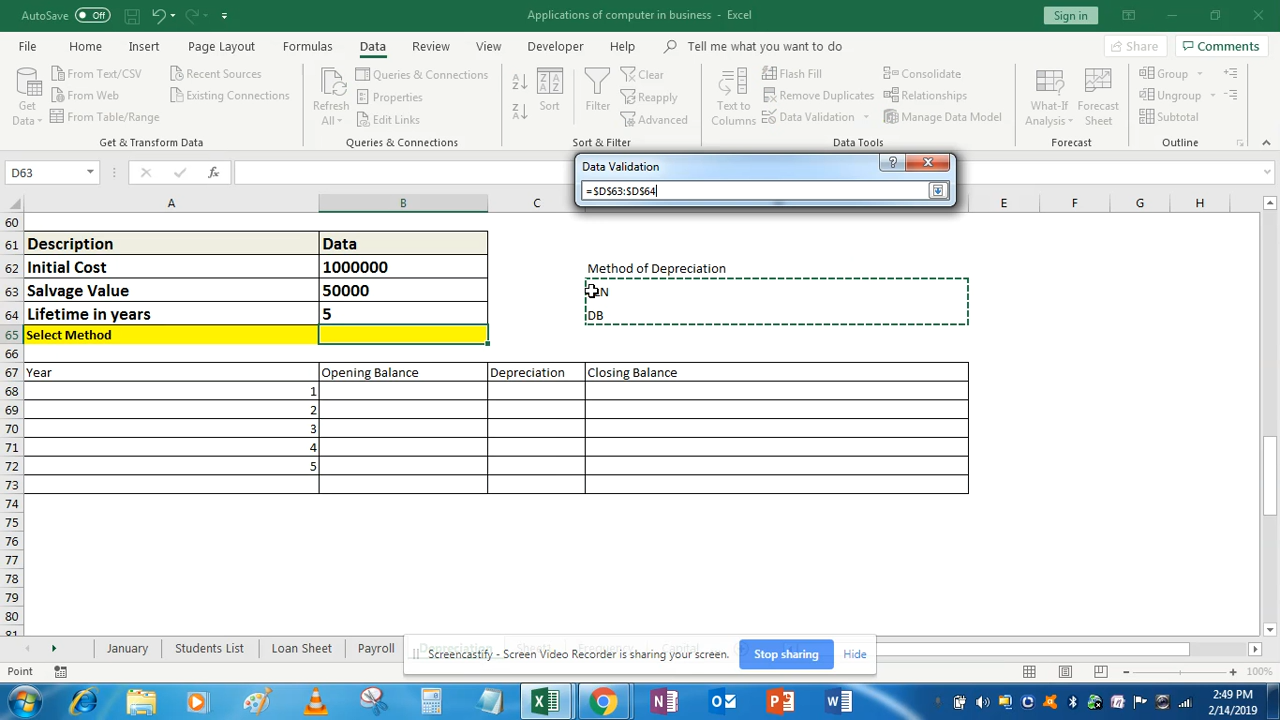 AutoSave Off
Applications of computer in business - Excel
Sign in
File Home Insert Page Layout Formulas Data Review View Developer Help Tell me what you want to do Share Comments
Get Data
From Text/CSV
From Web
From Table/Range
Recent Sources
Existing Connections
Get & Transform Data
Refresh All
Queries & Connections
Properties
Edit Links
Queries & Connections
Sort
Filter
Clear
Reapply
Advanced
Sort & Filter
Text to Columns
Flash Fill
Remove Duplicates
Data Validation
Consolidate
Relationships
Manage Data Model
Data Tools
What-If Analysis
Forecast Sheet
Forecast
Group
Ungroup
Subtotal
Outline
D63
fx
Data Validation
=$D$63:$D$64
A B C E F G H
60
61 Description Data
62 Initial Cost 1000000 Method of Depreciation
63 Salvage Value 50000
64 Lifetime in years 5 DB
65 Select Method
66
67 Year Opening Balance Depreciation Closing Balance
68 1
69 2
70 3
71 4
72 5
73
74
75
76
77
78
79
80
January Students List Loan Sheet Payroll
Screencastify - Screen Video Recorder is sharing your screen. Stop sharing Hide
Point
100%
2:49 PM
2/14/2019